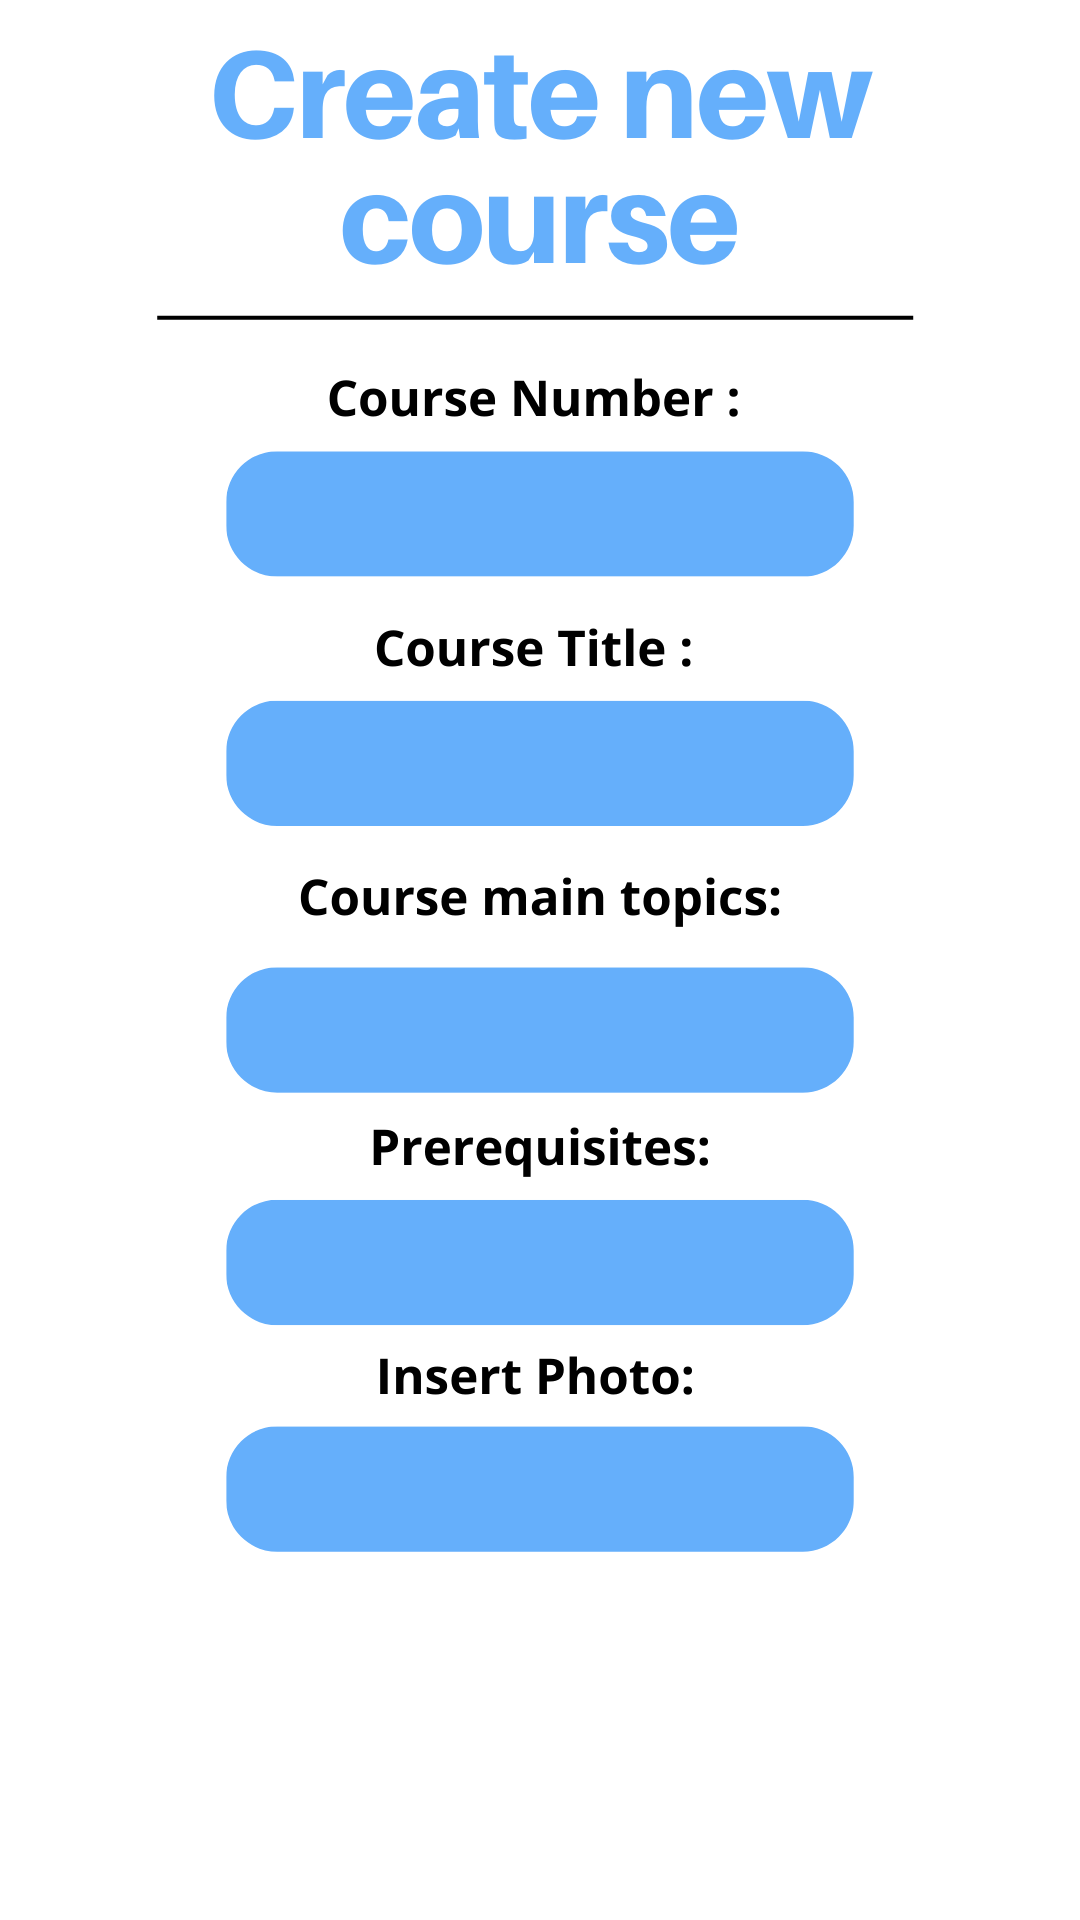 Create new
course
Course Number :
Course Title :
Course main topics:
Prerequisites:
Insert Photo: